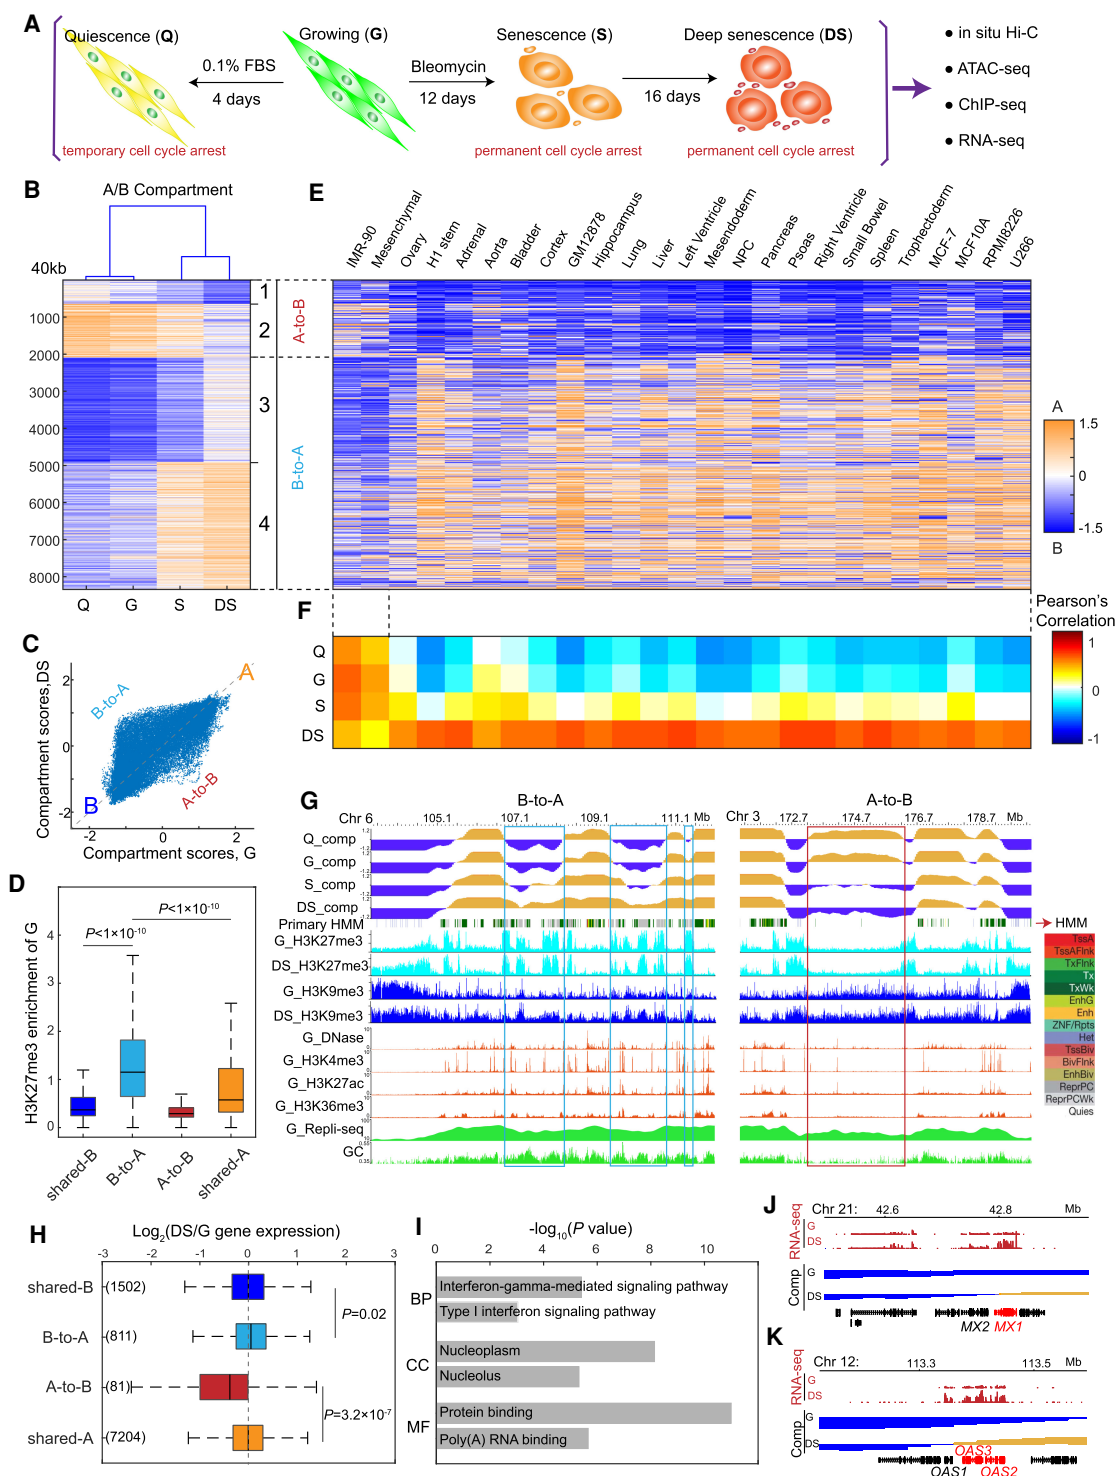 A
Quiescence (Q)
Growing (G)
Senescence (S)
Deep senescence (DS)
0.1% FBS
4 days
Bleomycin
12 days
16 days
temporary cell cycle arrest
permanent cell cycle arrest
permanent cell cycle arrest
● in situ Hi-C
● ATAC-seq
● ChIP-seq
● RNA-seq
B
A/B Compartment
40kb
1000
2000
3000
4000
5000
6000
7000
8000
Q G S DS
1
2
3
4
A-to-B
B-to-A
E
IMR-90
Mesenchymal
Ovary
H1 stem
Adrenal
Aorta
Bladder
Cortex
GM12878
Hippocampus
Lung
Liver
Left Ventricle
Mesendoderm
NPC
Pancreas
Psoas
Right Ventricle
Small Bowel
Spleen
Trophectoderm
MCF-7
MCF10A
RPMI8226
U266
A
1.5
0
-1.5
B
F
Q
G
S
DS
Pearson's
Correlation
1
0
-1
C
Compartment scores,DS
2
0
-2
-2 0 2
Compartment scores, G
B-to-A
A-to-B
A
B
D
H3K27me3 enrichment of G
P<1×10-10
P<1×10-10
4
3
2
1
0
shared-B
B-to-A
A-to-B
shared-A
G
B-to-A
A-to-B
Chr 6 105.1 107.1 109.1 111.1 Mb
Chr 3 172.7 174.7 176.7 178.7 Mb
Q_comp
G_comp
S_comp
DS_comp
Primary HMM
G_H3K27me3
DS_H3K27me3
G_H3K9me3
DS_H3K9me3
G_DNase
G_H3K4me3
G_H3K27ac
G_H3K36me3
G_Repli-seq
GC
HMM
TssA
TssAFlnk
TxFlnk
Tx
TxWk
EnhG
Enh
ZNF/Rpts
Het
TssBiv
BivFlnk
EnhBiv
ReprPC
ReprPCWk
Quies
H
Log2(DS/G gene expression)
-3 -2 -1 0 1 2 3
shared-B (1502)
B-to-A (811)
A-to-B (81)
shared-A (7204)
P=0.02
P=3.2×10-7
I
-log10(P value)
0 2 4 6 8 10
BP
Interferon-gamma-mediated signaling pathway
Type I interferon signaling pathway
CC
Nucleoplasm
Nucleolus
MF
Protein binding
Poly(A) RNA binding
J
Chr 21: 42.6 42.8 Mb
RNA-seq
G
DS
Comp
G
DS
MX2 MX1
K
Chr 12: 113.3 113.5 Mb
RNA-seq
G
DS
Comp
G
DS
OAS3
OAS1 OAS2